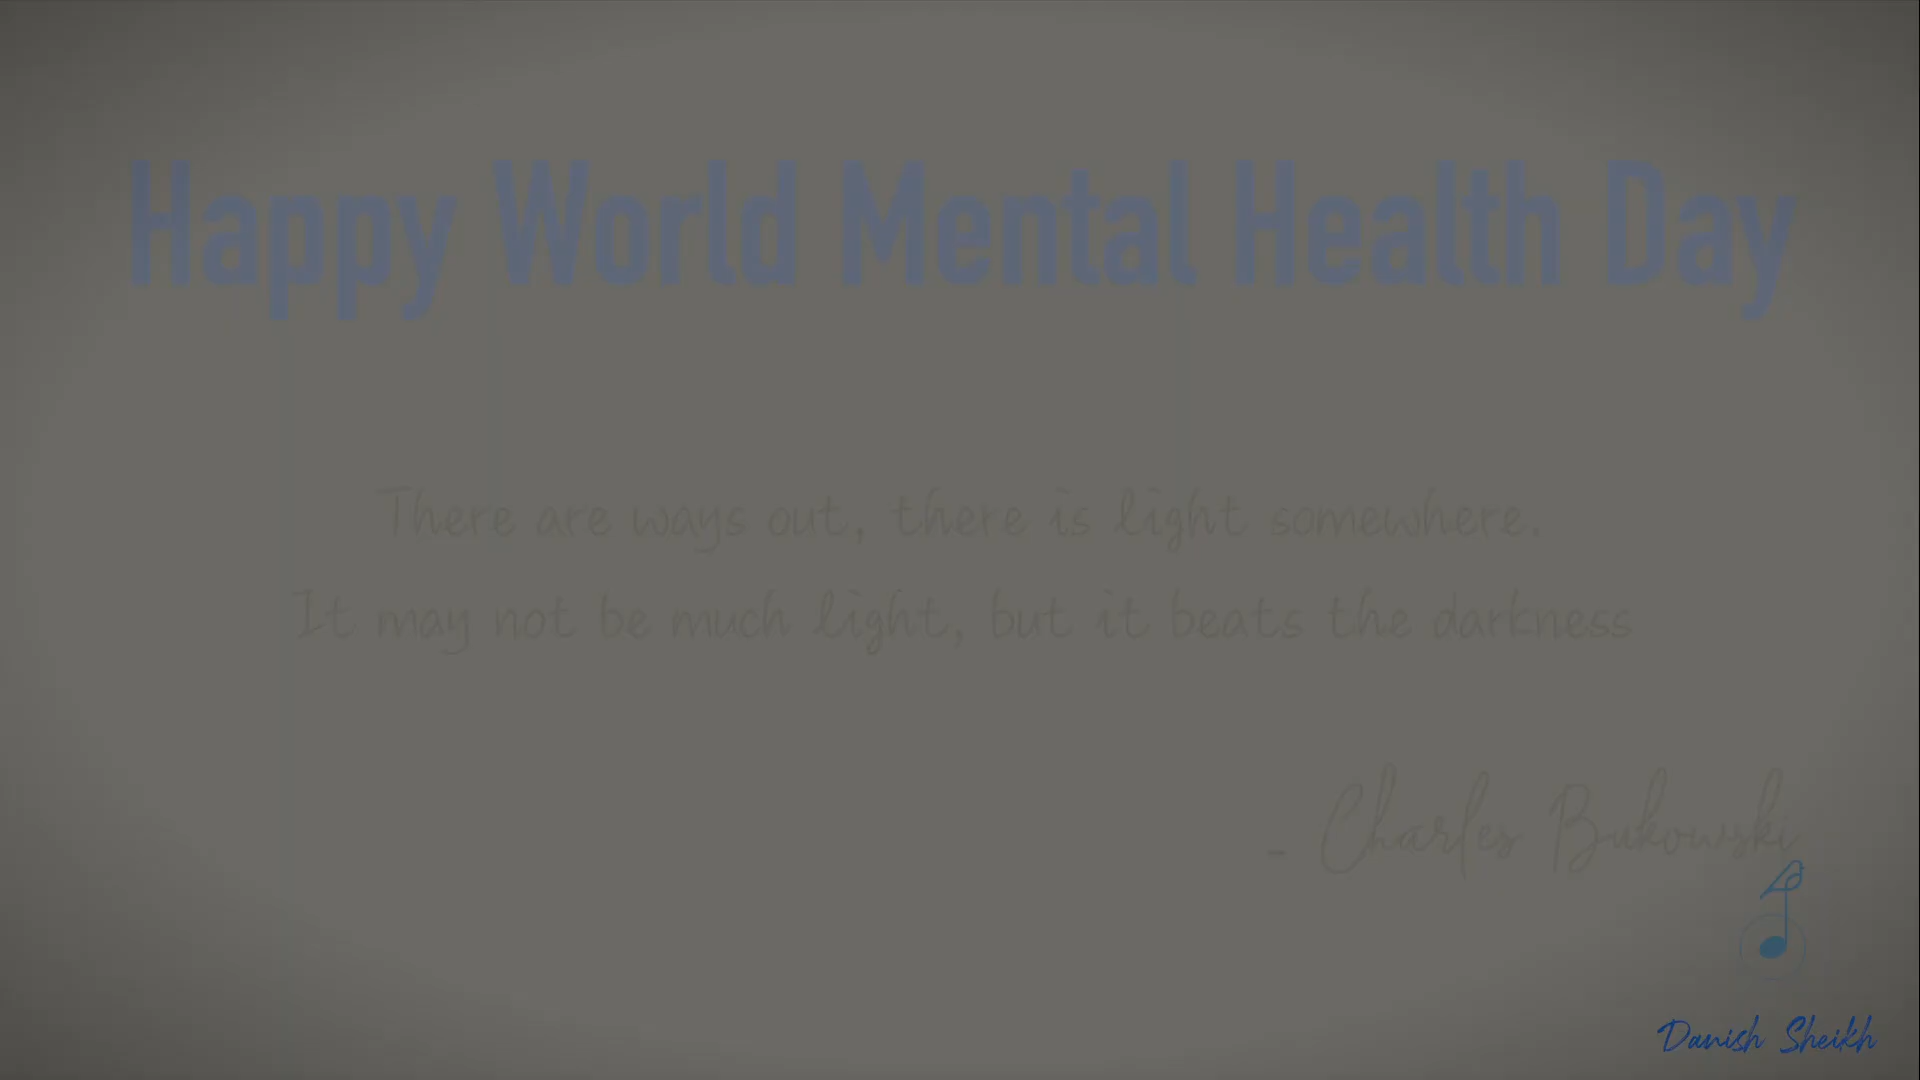 Happy World Mental Health Day
There are ways out, there is light somewhere.
It may not be much light, but it beats the darkness
- Charles Bukowski
Danish Sheikh